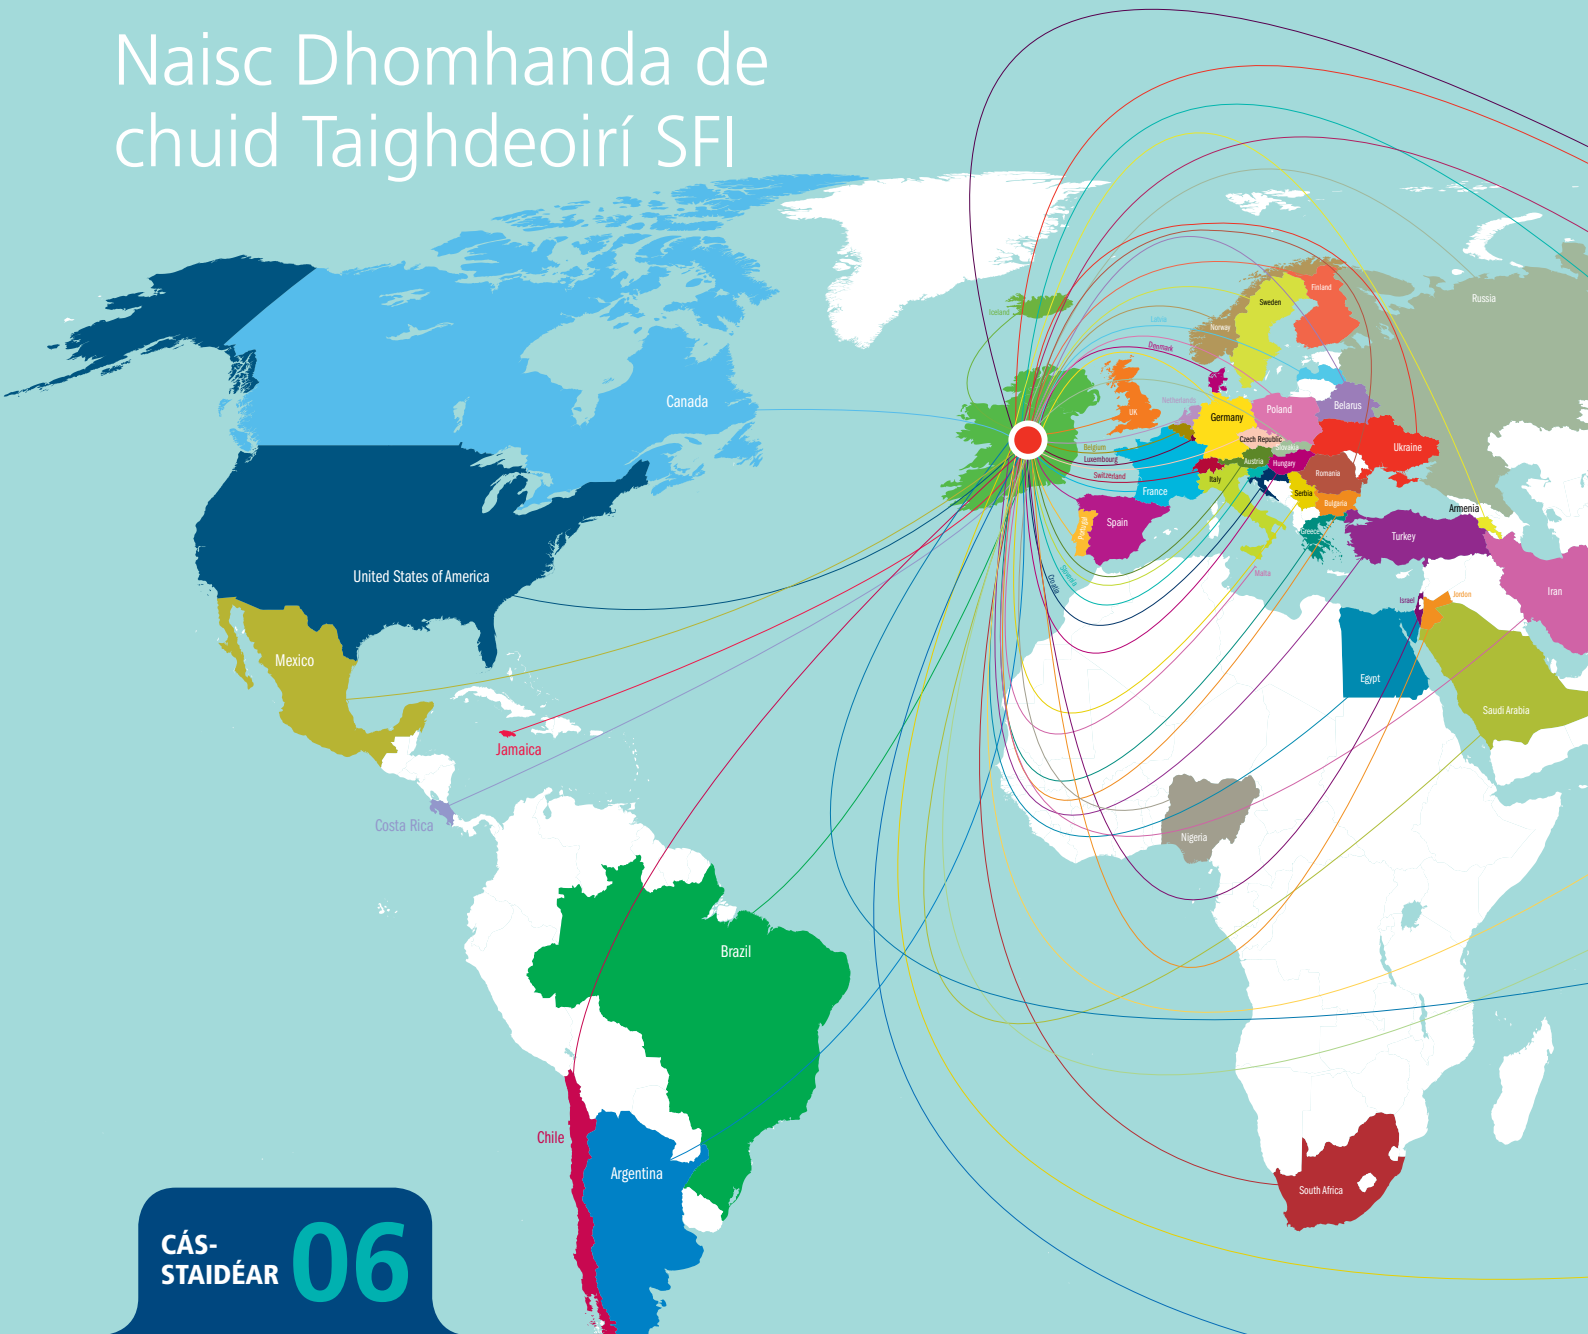 Naisc Dhomhanda de
chuid Taighdeoirí SFI
Iceland
Norway
Sweden
Finland
Russia
Latvia
Denmark
Canada
UK
Netherlands
Germany
Poland
Belarus
Belgium
Czech Republic
Slovakia
Ukraine
Luxembourg
Austria
Hungary
Switzerland
Romania
France
Italy
Serbia
Bulgaria
Armenia
Portugal
Spain
Greece
Turkey
Slovenia
Croatia
Malta
Israel
Jordon
Iran
United States of America
Mexico
Egypt
Saudi Arabia
Jamaica
Costa Rica
Nigeria
Brazil
Chile
Argentina
South Africa
CÁS-
STAIDÉAR 06